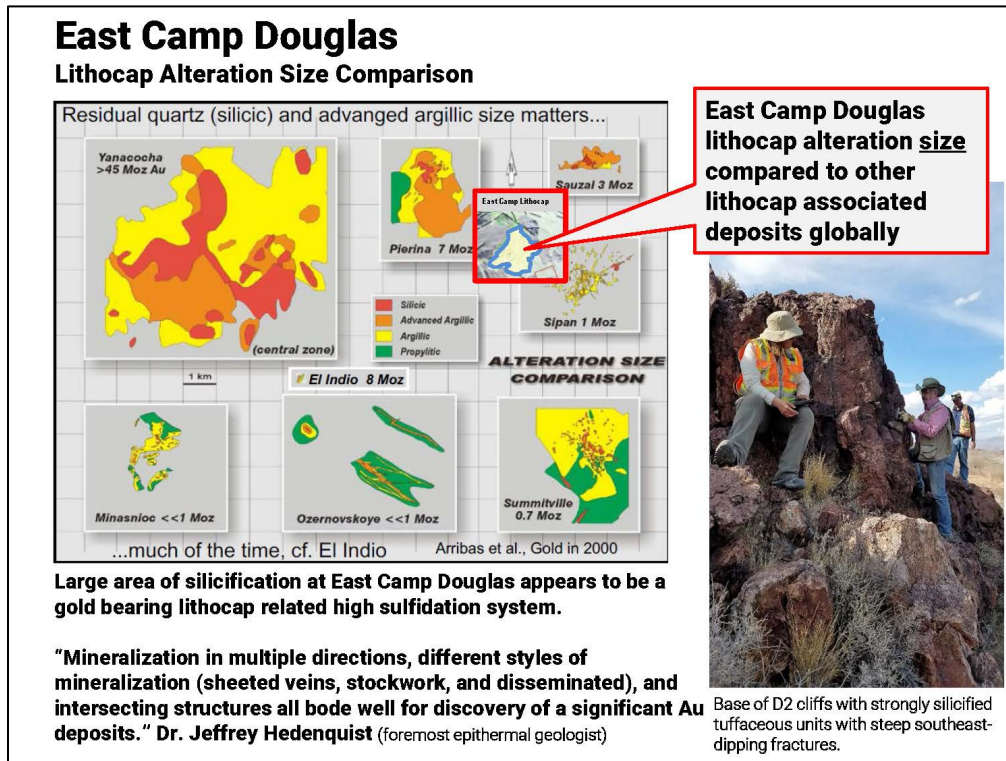 East Camp Douglas
Lithocap Alteration Size Comparison
Residual quartz (silicic) and advanged argillic size matters...
Yanacocha
>45 Moz Au
(central zone)
Pierina 7 Moz
Sauzal 3 Moz
East Camp Lithocap
Sipan 1 Moz
Silicic
Advanced Argillic
Argillic
Propylitic
1 km
El Indio 8 Moz
ALTERATION SIZE
COMPARISON
Minasnioc <<1 Moz
Ozernovskoye <<1 Moz
Summitville
0.7 Moz
...much of the time, cf. El Indio
Arribas et al., Gold in 2000
East Camp Douglas
lithocap alteration size
compared to other
lithocap associated
deposits globally
Large area of silicification at East Camp Douglas appears to be a
gold bearing lithocap related high sulfidation system.
“Mineralization in multiple directions, different styles of
mineralization (sheeted veins, stockwork, and disseminated), and
intersecting structures all bode well for discovery of a significant Au
deposits.” Dr. Jeffrey Hedenquist (foremost epithermal geologist)
Base of D2 cliffs with strongly silicified
tuffaceous units with steep southeast-
dipping fractures.